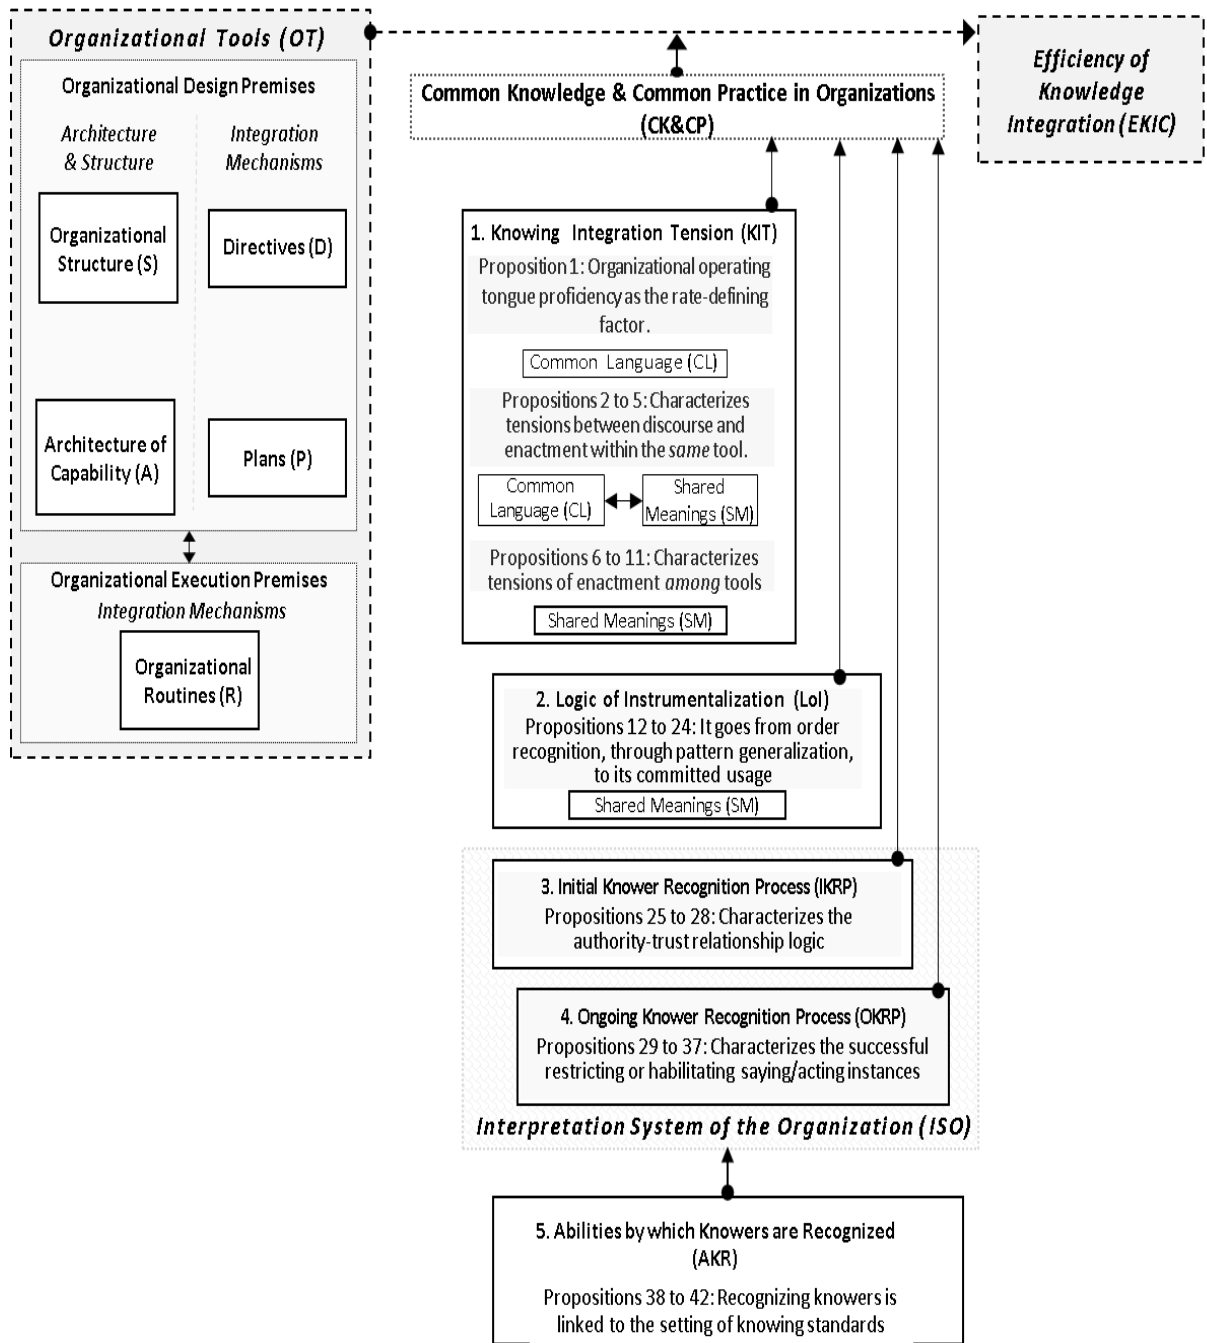 Organizational Tools (OT)
Organizational Design Premises
Architecture
& Structure
Integration
Mechanisms
Organizational
Structure (S)
Directives (D)
Architecture of
Capability (A)
Plans (P)
Organizational Execution Premises
Integration Mechanisms
Organizational
Routines (R)
Common Knowledge & Common Practice in Organizations
(CK&CP)
Efficiency of
Knowledge
Integration (EKIC)
1. Knowing Integration Tension (KIT)
Proposition 1: Organizational operating
tongue proficiency as the rate-defining
factor.
Common Language (CL)
Propositions 2 to 5: Characterizes
tensions between discourse and
enactment within the same tool.
Common
Language (CL)
Shared
Meanings (SM)
Propositions 6 to 11: Characterizes
tensions of enactment among tools
Shared Meanings (SM)
2. Logic of Instrumentalization (LoI)
Propositions 12 to 24: It goes from order
recognition, through pattern generalization,
to its committed usage
Shared Meanings (SM)
3. Initial Knower Recognition Process (IKRP)
Propositions 25 to 28: Characterizes the
authority-trust relationship logic
4. Ongoing Knower Recognition Process (OKRP)
Propositions 29 to 37: Characterizes the successful
restricting or habilitating saying/acting instances
Interpretation System of the Organization (ISO)
5. Abilities by which Knowers are Recognized
(AKR)
Propositions 38 to 42: Recognizing knowers is
linked to the setting of knowing standards